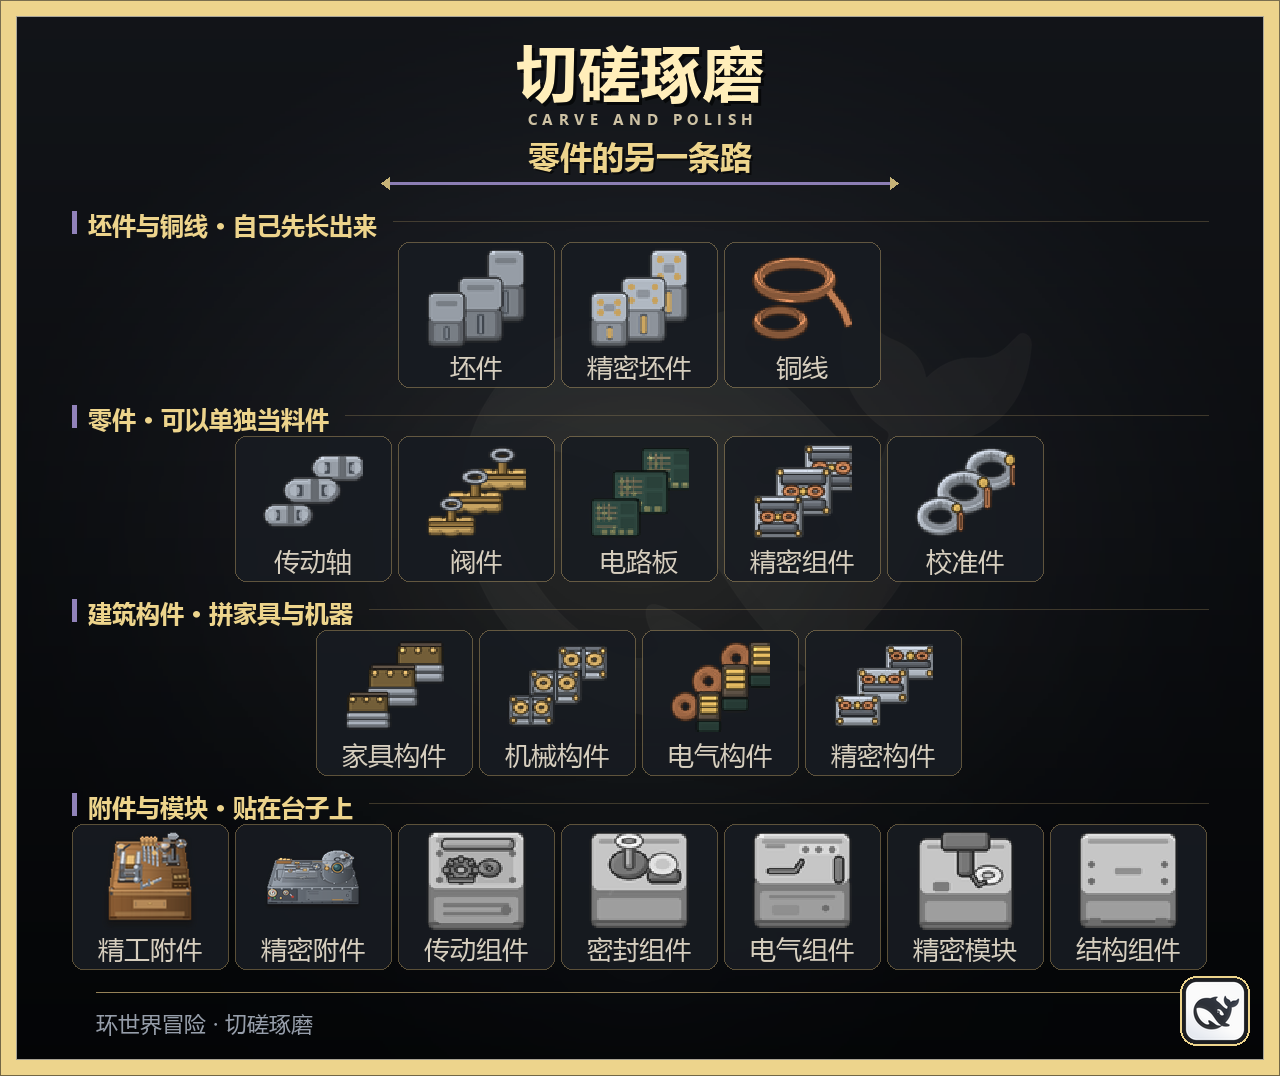 切磋琢磨
CARVE AND POLISH
零件的另一条路
坯件与铜线·自己先长出来
坯件 精密坯件 铜线
零件·可以单独当料件
传动轴 阀件 电路板 精密组件 校准件
建筑构件·拼家具与机器
家具构件 机械构件 电气构件 精密构件
附件与模块·贴在台子上
精工附件 精密附件 传动组件 密封组件 电气组件 精密模块 结构组件
环世界冒险·切磋琢磨